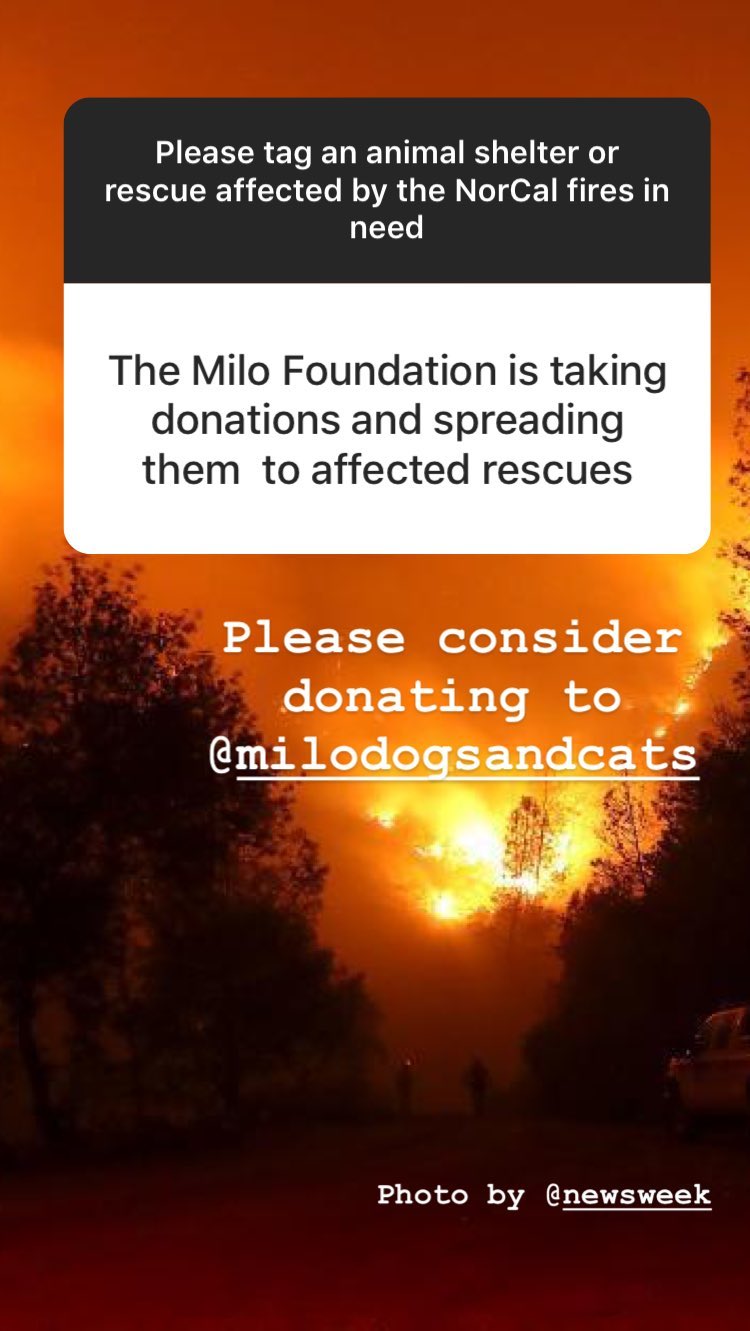 Please tag an animal shelter or
rescue affected by the NorCal fires in
need
The Milo Foundation is taking
donations and spreading
them  to affected rescues
Please consider
donating to
@milodogsandcats
Photo by @newsweek